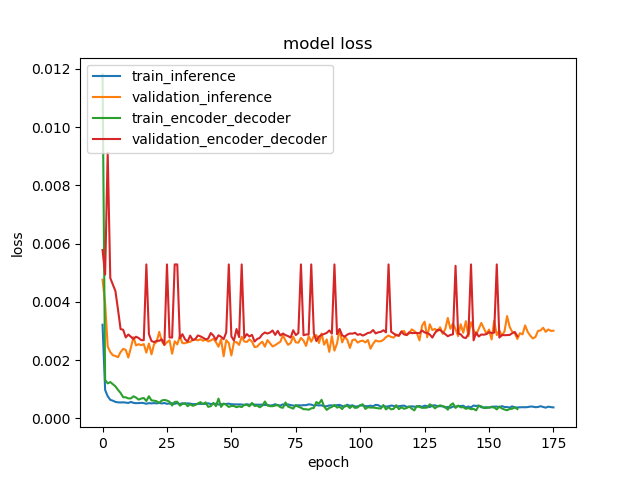 model loss
0.012
0.010
0.008
0.006
0.004
0.002
0.000
loss
train_inference
validation_inference
train_encoder_decoder
validation_encoder_decoder
0 25 50 75 100 125 150 175
epoch